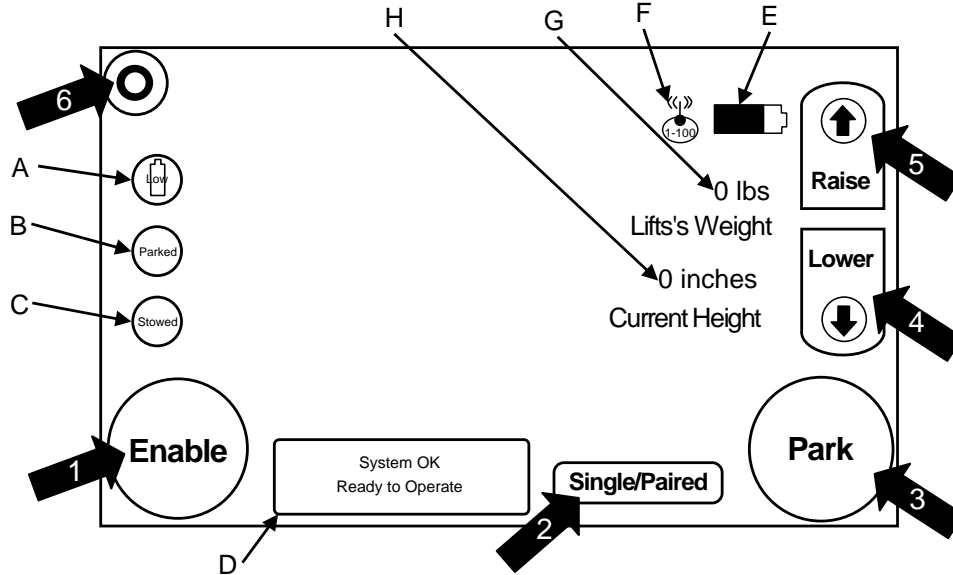 H
G
F
E
6
1-100
A
Low
5
Raise
0 lbs
Lifts's Weight
B
Parked
Lower
0 inches
Current Height
C
Stowed
4
Enable
Park
1
System OK
Ready to Operate
Single/Paired
3
2
D